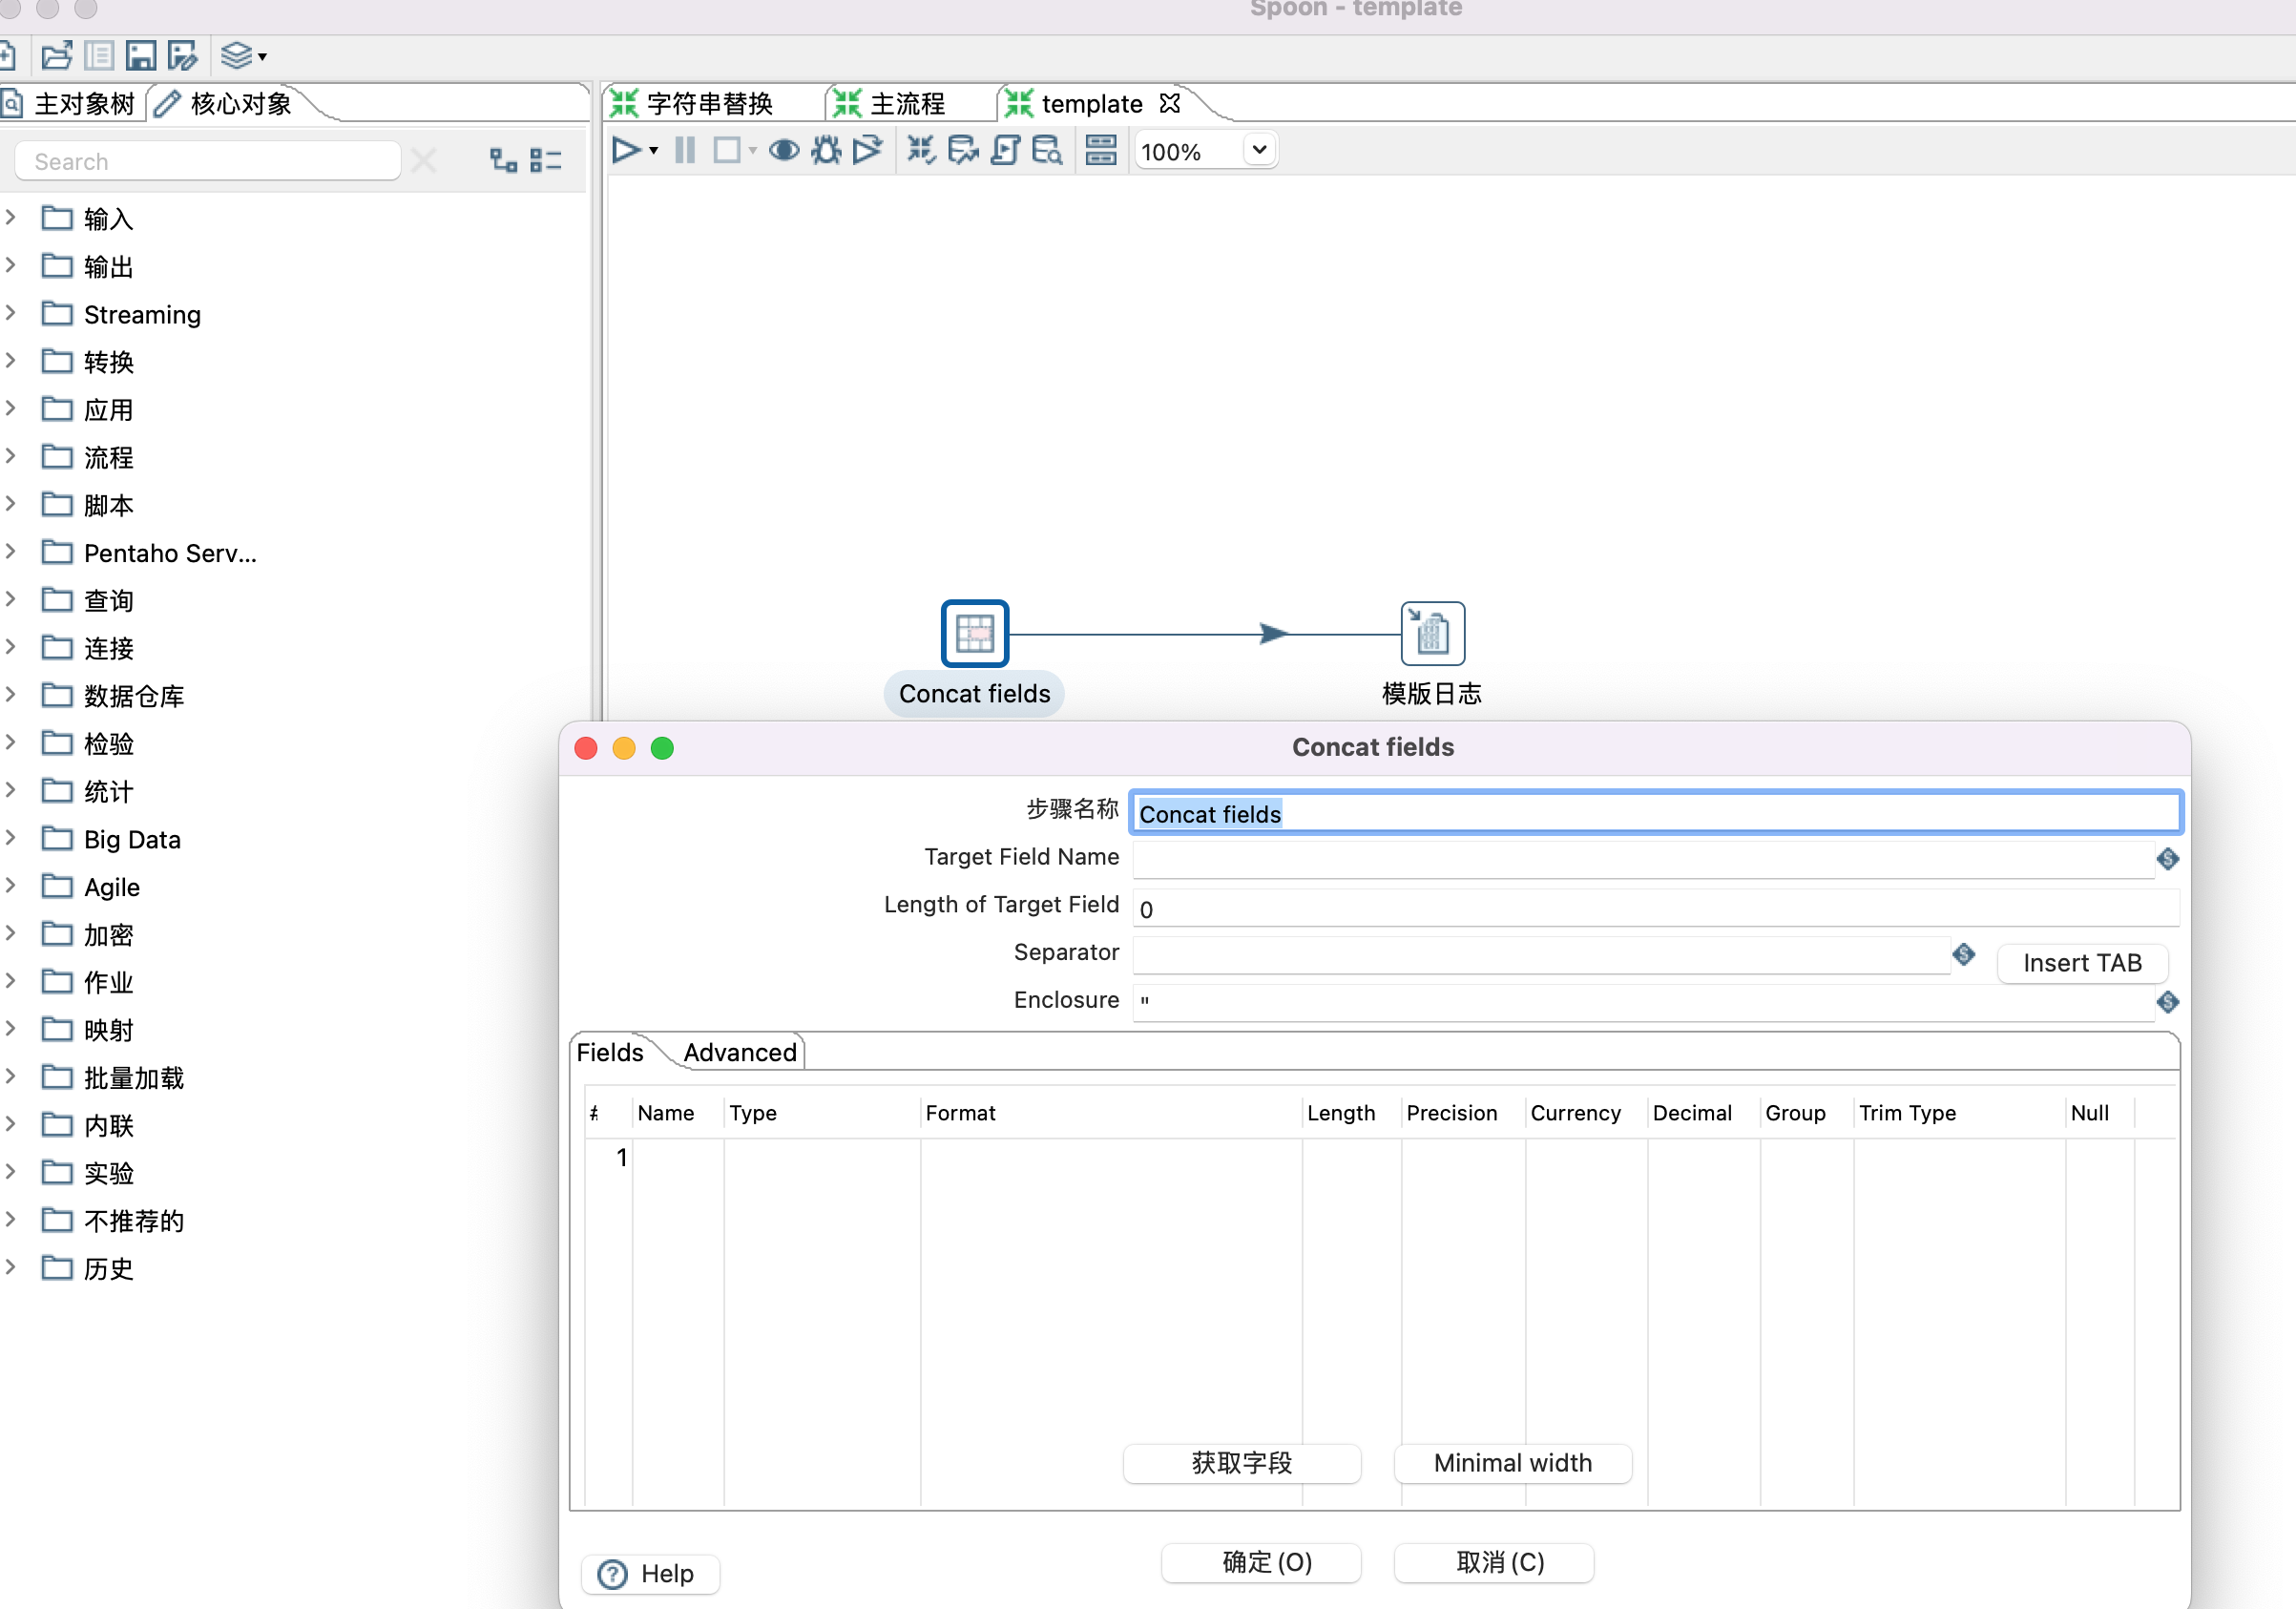 Spoon - template
主对象树
核心对象
字符串替换
主流程
template
Search
100%
输入
输出
Streaming
转换
应用
流程
脚本
Pentaho Serv...
查询
连接
数据仓库
检验
统计
Big Data
Agile
加密
作业
映射
批量加载
内联
实验
不推荐的
历史
Concat fields
模版日志
Concat fields
步骤名称 Concat fields
Target Field Name
Length of Target Field 0
Separator Insert TAB
Enclosure "
Fields Advanced
# Name Type Format Length Precision Currency Decimal Group Trim Type Null
1
获取字段 Minimal width
Help 确定(O) 取消(C)